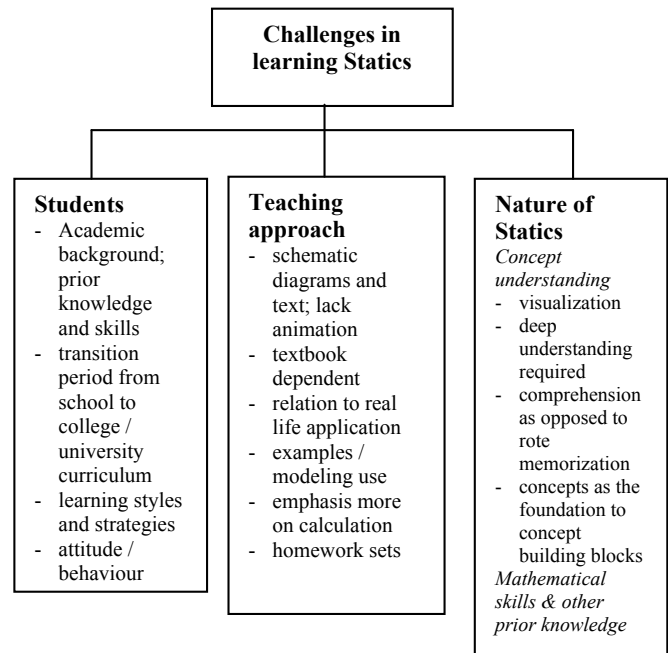 Challenges in
learning Statics
Students
- Academic
background;
prior
knowledge
and skills
- transition
period from
school to
college /
university
curriculum
- learning styles
and strategies
- attitude /
behaviour
Teaching
approach
- schematic
diagrams and
text; lack
animation
- textbook
dependent
- relation to real
life application
- examples /
modeling use
- emphasis more
on calculation
- homework sets
Nature of
Statics
Concept
understanding
- visualization
- deep
understanding
required
- comprehension
as opposed to
rote
memorization
- concepts as the
foundation to
concept
building blocks
Mathematical
skills & other
prior knowledge